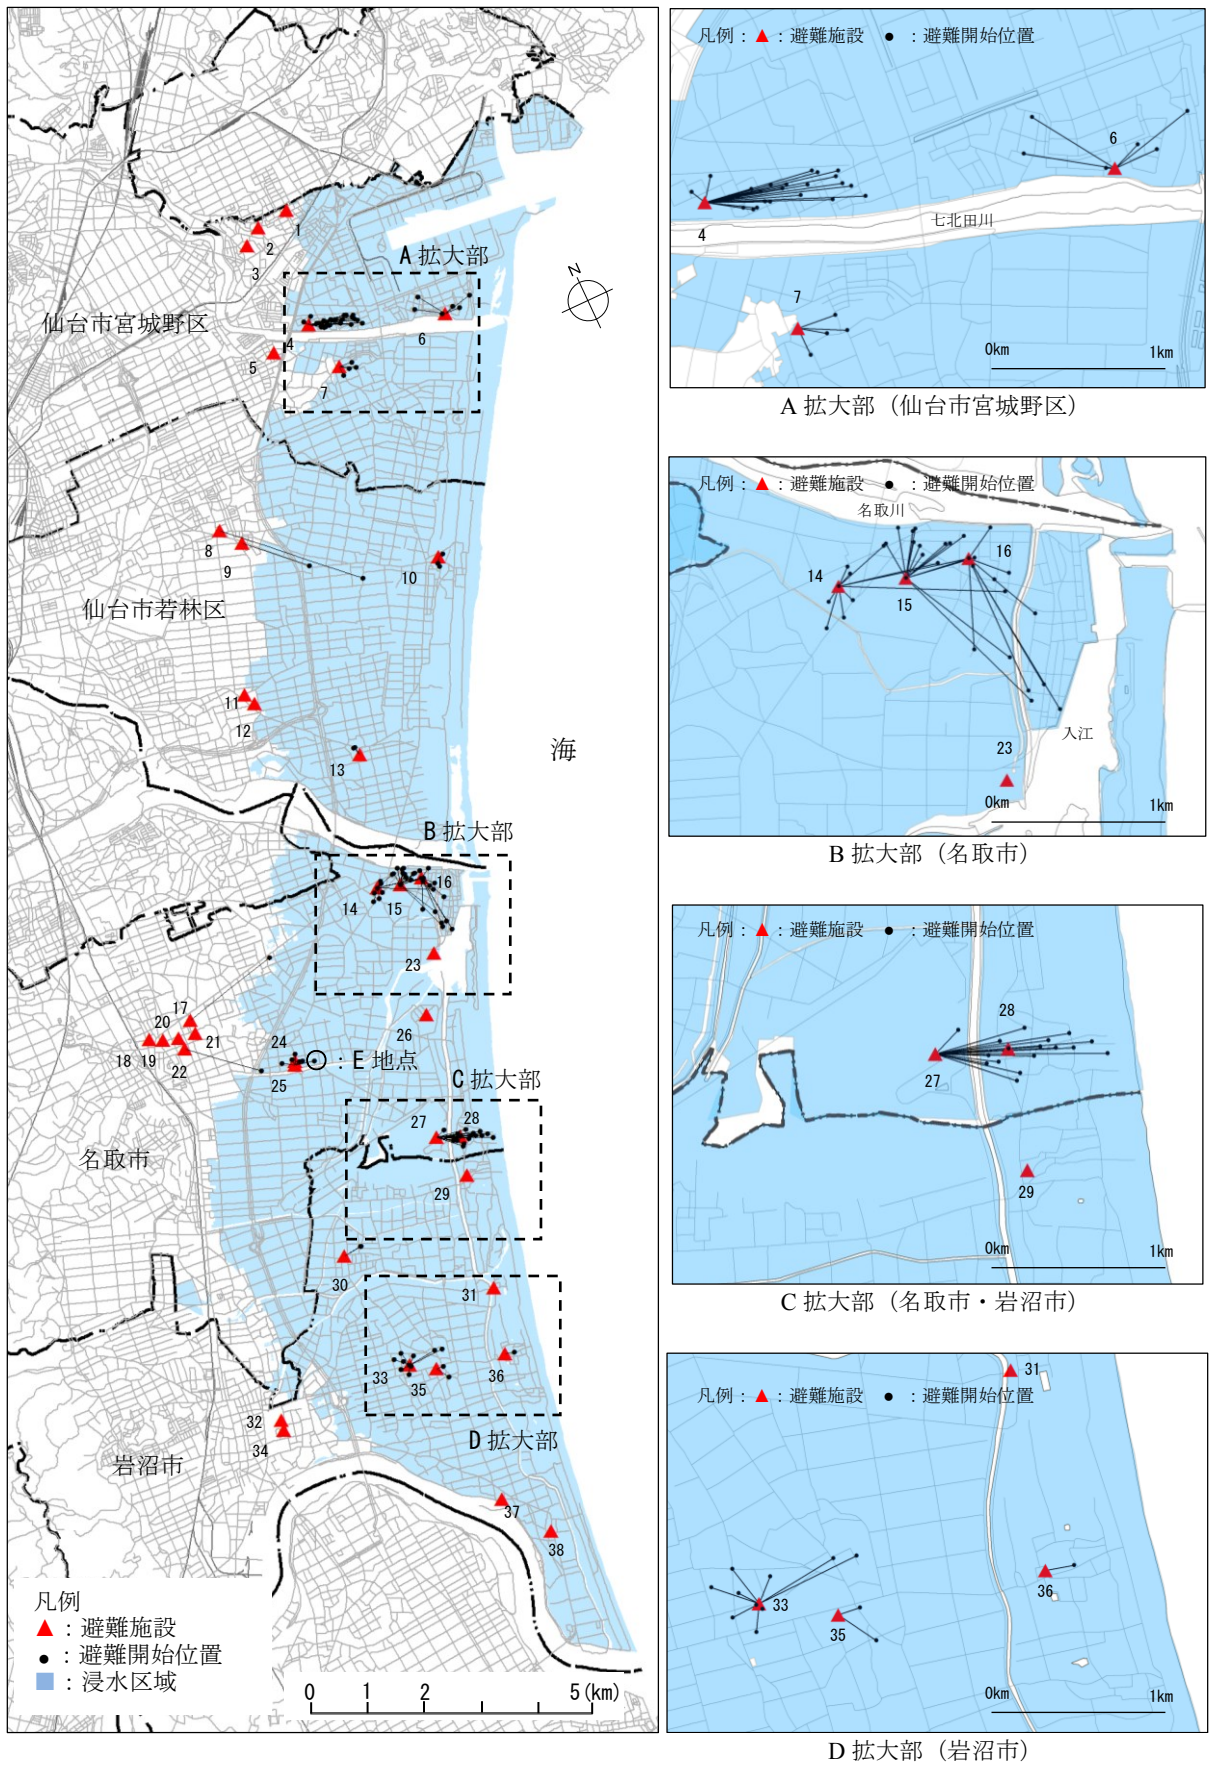 1
2
3
A 拡大部
N
仙台市宮城野区
4
5
6
7
8
9
10
仙台市若林区
11
12
13
海
B 拡大部
14
15
16
23
17
18
19
20
21
22
24
25
26
：E 地点
C 拡大部
27
28
29
名取市
30
31
33
35
36
D 拡大部
32
34
岩沼市
37
38
凡例
：避難施設
：避難開始位置
：浸水区域
0 1 2 5(km)
凡例：：避難施設 ：避難開始位置
6
4
七北田川
7
0km 1km
A 拡大部（仙台市宮城野区）
凡例：：避難施設 ：避難開始位置
名取川
14
15
16
入江
23
0km 1km
B 拡大部（名取市）
凡例：：避難施設 ：避難開始位置
28
27
29
0km 1km
C 拡大部（名取市・岩沼市）
31
凡例：：避難施設 ：避難開始位置
36
33
35
0km 1km
D 拡大部（岩沼市）